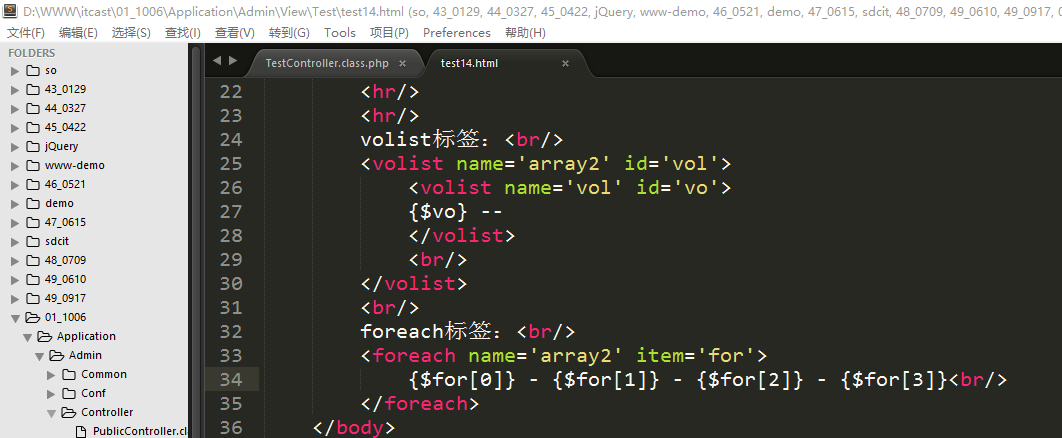 D:\WWW\itcast\01_1006\Application\Admin\View\Test\test14.html (so, 43_0129, 44_0327, 45_0422, jQuery, www-demo, 46_0521, demo, 47_0615, sdcit, 48_0709, 49_0610, 49_0917,
文件(F) 编辑(E) 选择(S) 查找(I) 查看(V) 转到(G) Tools 项目(P) Preferences 帮助(H)
FOLDERS
so
43_0129
44_0327
45_0422
jQuery
www-demo
46_0521
demo
47_0615
sdcit
48_0709
49_0610
49_0917
01_1006
Application
Admin
Common
Conf
Controller
PublicController.cl
TestController.class.php × test14.html ×
22 <hr/>
23 <hr/>
24 volist标签：<br/>
25 <volist name='array2' id='vol'>
26 <volist name='vol' id='vo'>
27 {$vo} --
28 </volist>
29 <br/>
30 </volist>
31 <br/>
32 foreach标签：<br/>
33 <foreach name='array2' item='for'>
34 {$for[0]} - {$for[1]} - {$for[2]} - {$for[3]}<br/>
35 </foreach>
36 </body>